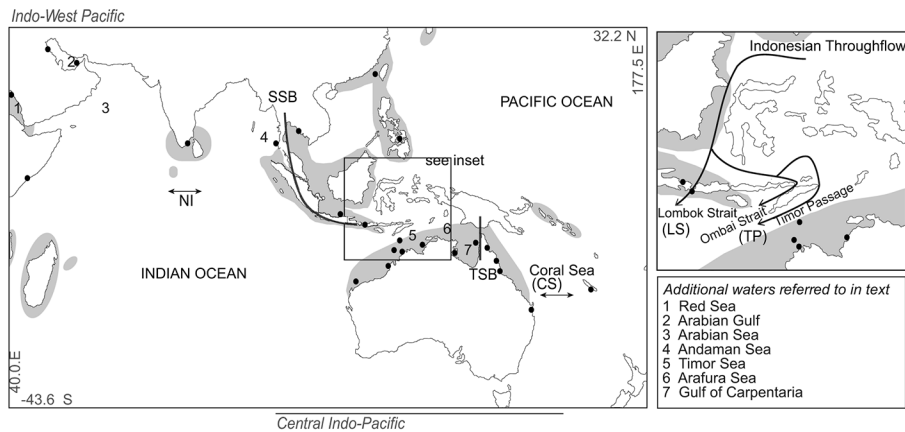 Indo-West Pacific
32.2 N
177.5 E
PACIFIC OCEAN
SSB
see inset
NI
INDIAN OCEAN
1
2
3
4
5
6
7
TSB
Coral Sea
(CS)
40.0.E
-43.6 S
Central Indo-Pacific
Indonesian Throughflow
Lombok Strait
(LS)
Ombai Strait
Timor Passage
(TP)
Additional waters referred to in text
1 Red Sea
2 Arabian Gulf
3 Arabian Sea
4 Andaman Sea
5 Timor Sea
6 Arafura Sea
7 Gulf of Carpentaria